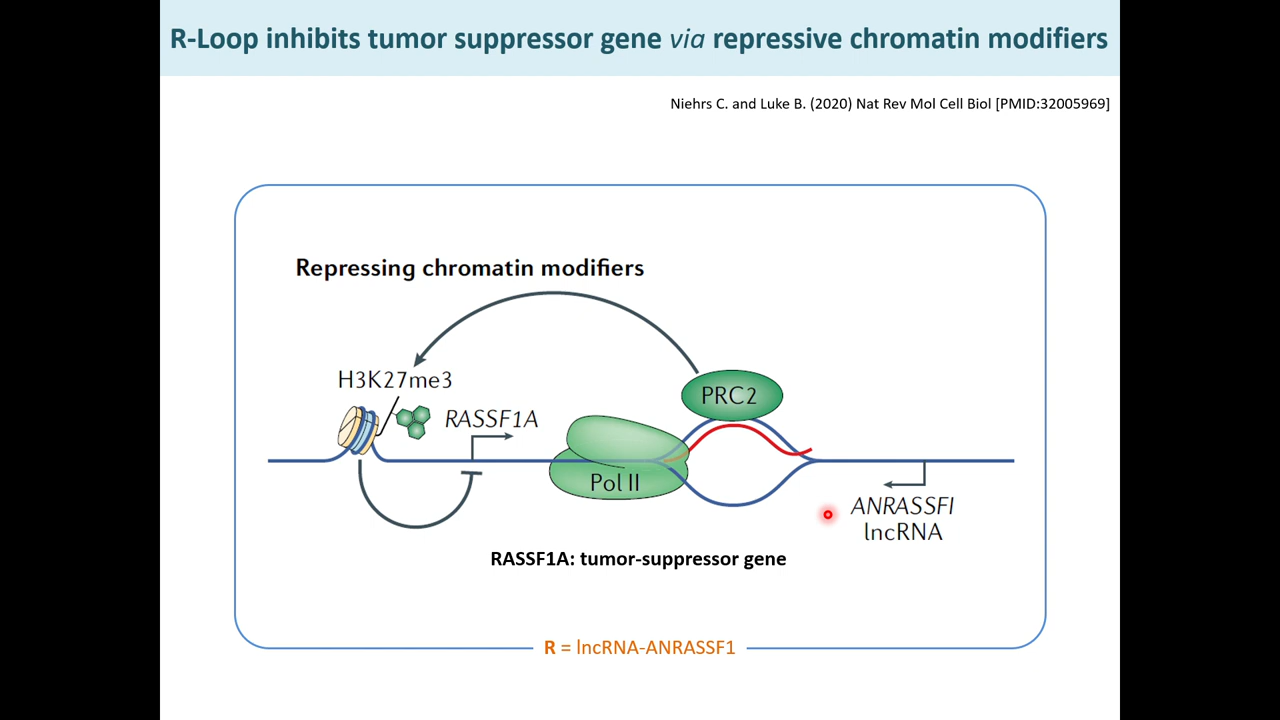 R-Loop inhibits tumor suppressor gene via repressive chromatin modifiers
Niehrs C. and Luke B. (2020) Nat Rev Mol Cell Biol [PMID:32005969]
Repressing chromatin modifiers
H3K27me3
RASSF1A
PRC2
Pol II
ANRASSFI
lncRNA
RASSF1A: tumor-suppressor gene
R = lncRNA-ANRASSF1